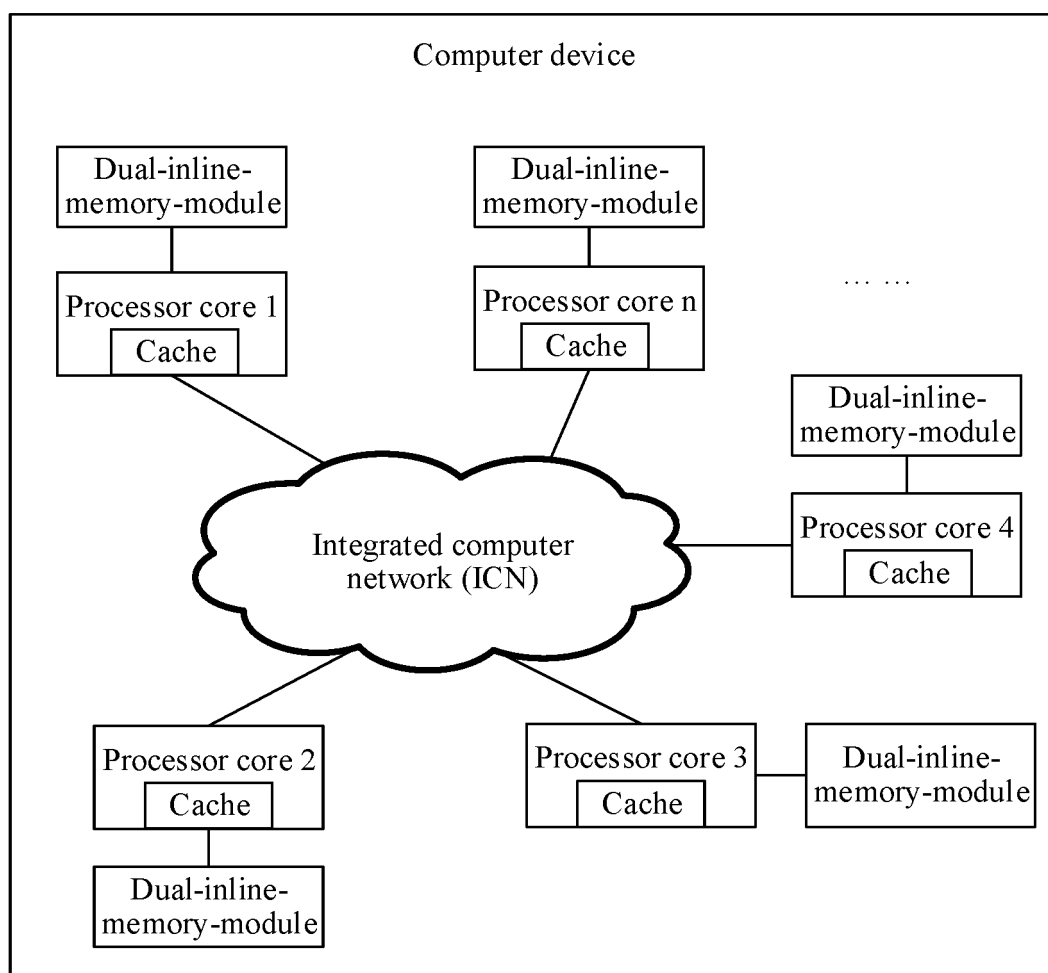 Computer device
Dual-inline-
memory-module
Processor core 1
Cache
Dual-inline-
memory-module
Processor core n
Cache
... ...
Dual-inline-
memory-module
Processor core 4
Cache
Integrated computer
network (ICN)
Processor core 2
Cache
Dual-inline-
memory-module
Processor core 3
Cache
Dual-inline-
memory-module